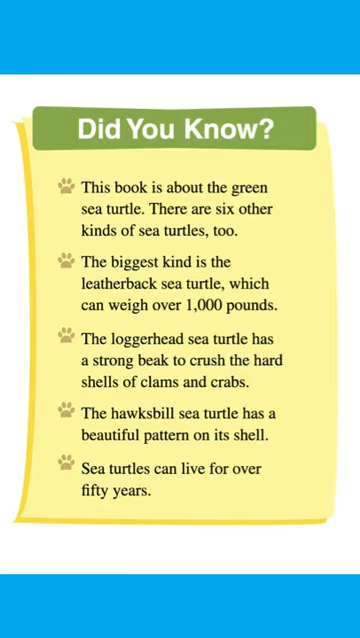 Did You Know?
This book is about the green
sea turtle. There are six other
kinds of sea turtles, too.
The biggest kind is the
leatherback sea turtle, which
can weigh over 1,000 pounds.
The loggerhead sea turtle has
a strong beak to crush the hard
shells of clams and crabs.
The hawksbill sea turtle has a
beautiful pattern on its shell.
Sea turtles can live for over
fifty years.